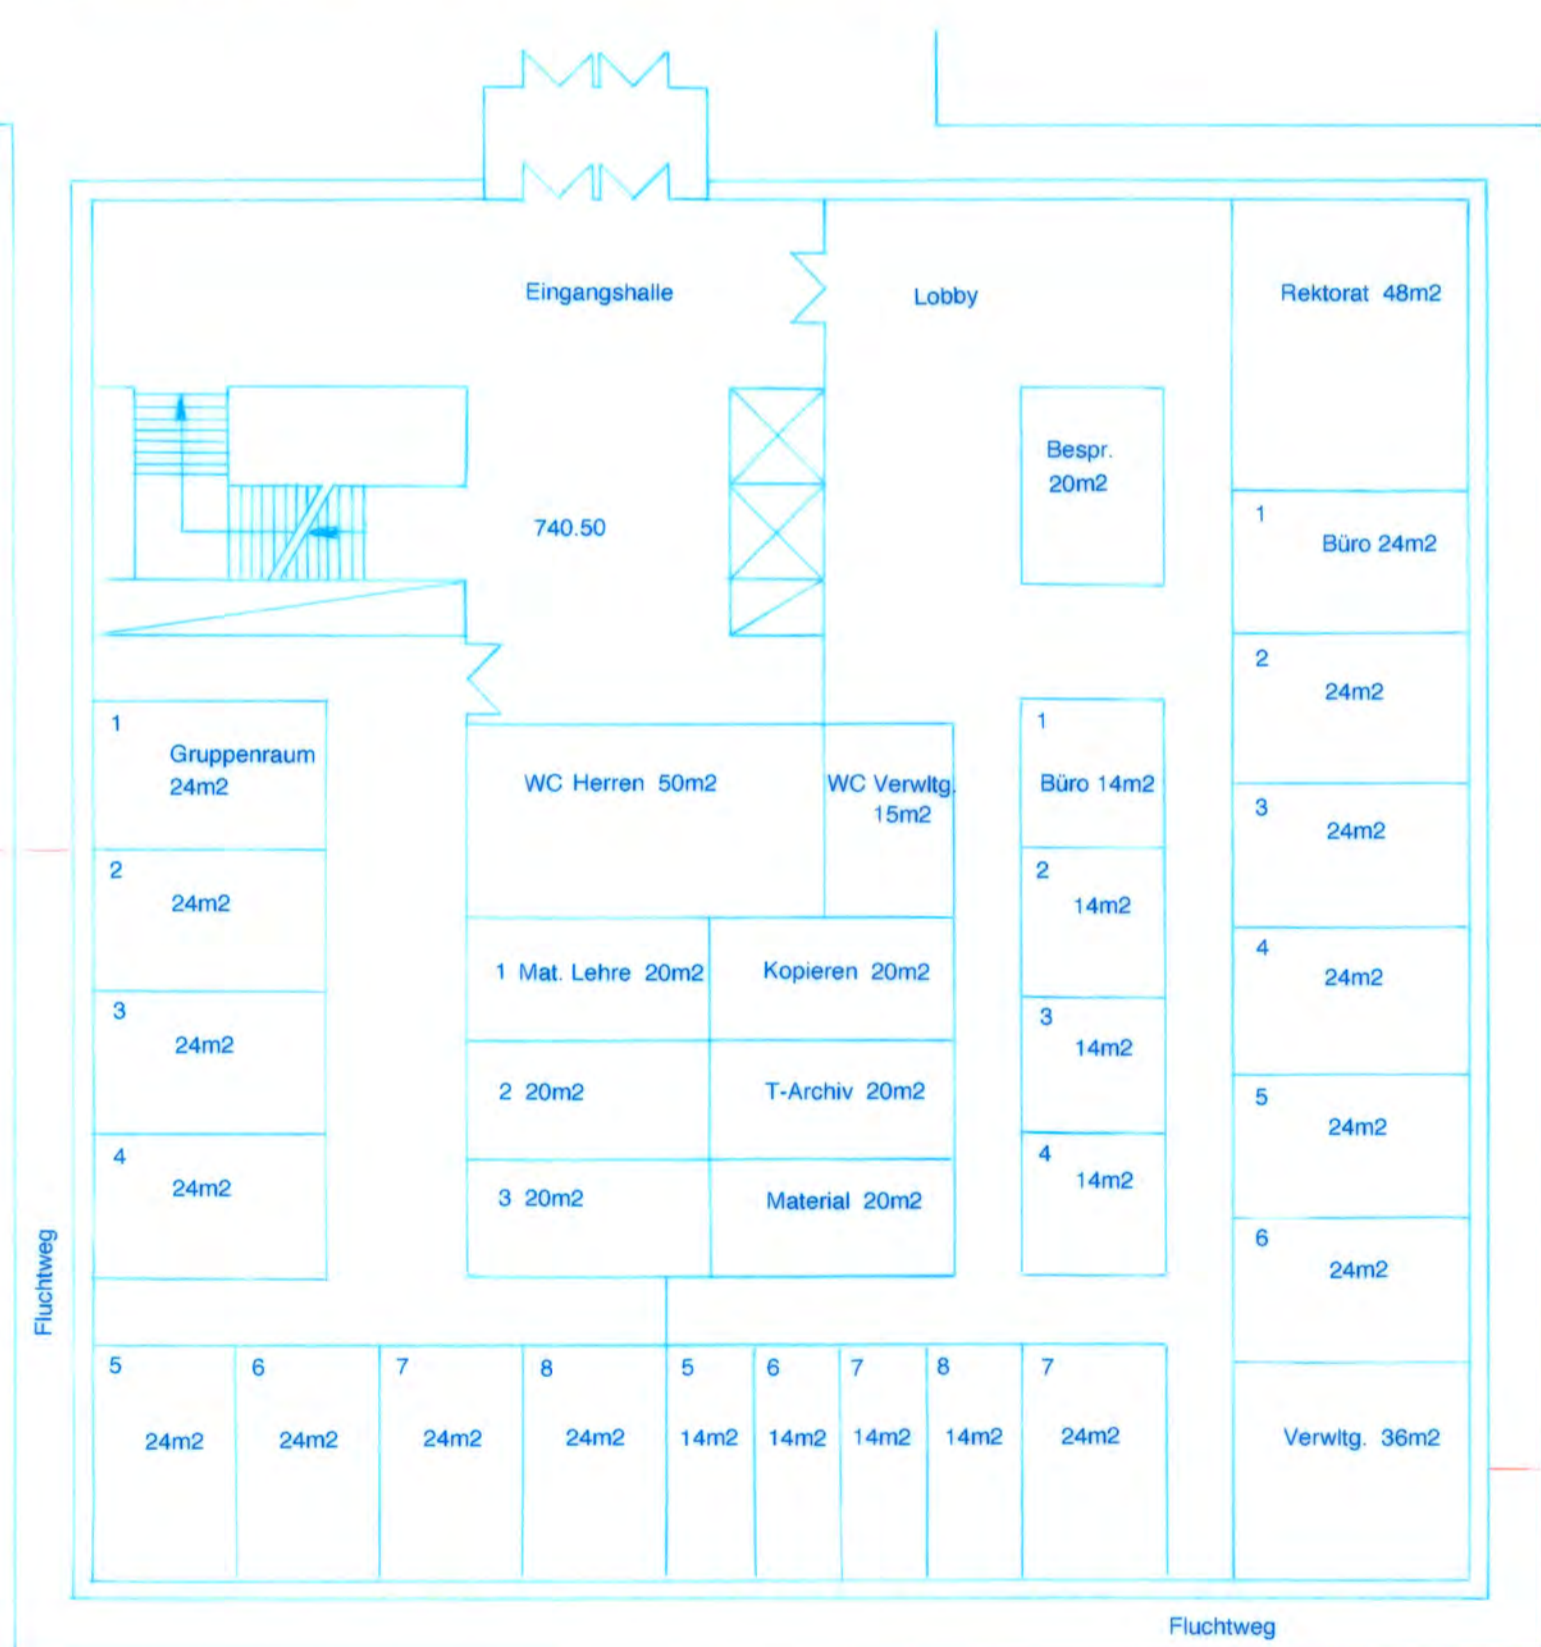 Eingangshalle
Lobby
Rektorat 48m2
Bespr.
20m2
740.50
1
Büro 24m2
2
24m2
3
24m2
4
24m2
5
24m2
6
24m2
Verwltg. 36m2
1
Gruppenraum
24m2
2
24m2
3
24m2
4
24m2
WC Herren 50m2
WC Verwltg.
15m2
1 Mat. Lehre 20m2
Kopieren 20m2
2 20m2
T-Archiv 20m2
3 20m2
Material 20m2
1
Büro 14m2
2
14m2
3
14m2
4
14m2
5
24m2
6
24m2
7
24m2
8
24m2
5
14m2
6
14m2
7
14m2
8
14m2
7
24m2
Fluchtweg
Fluchtweg